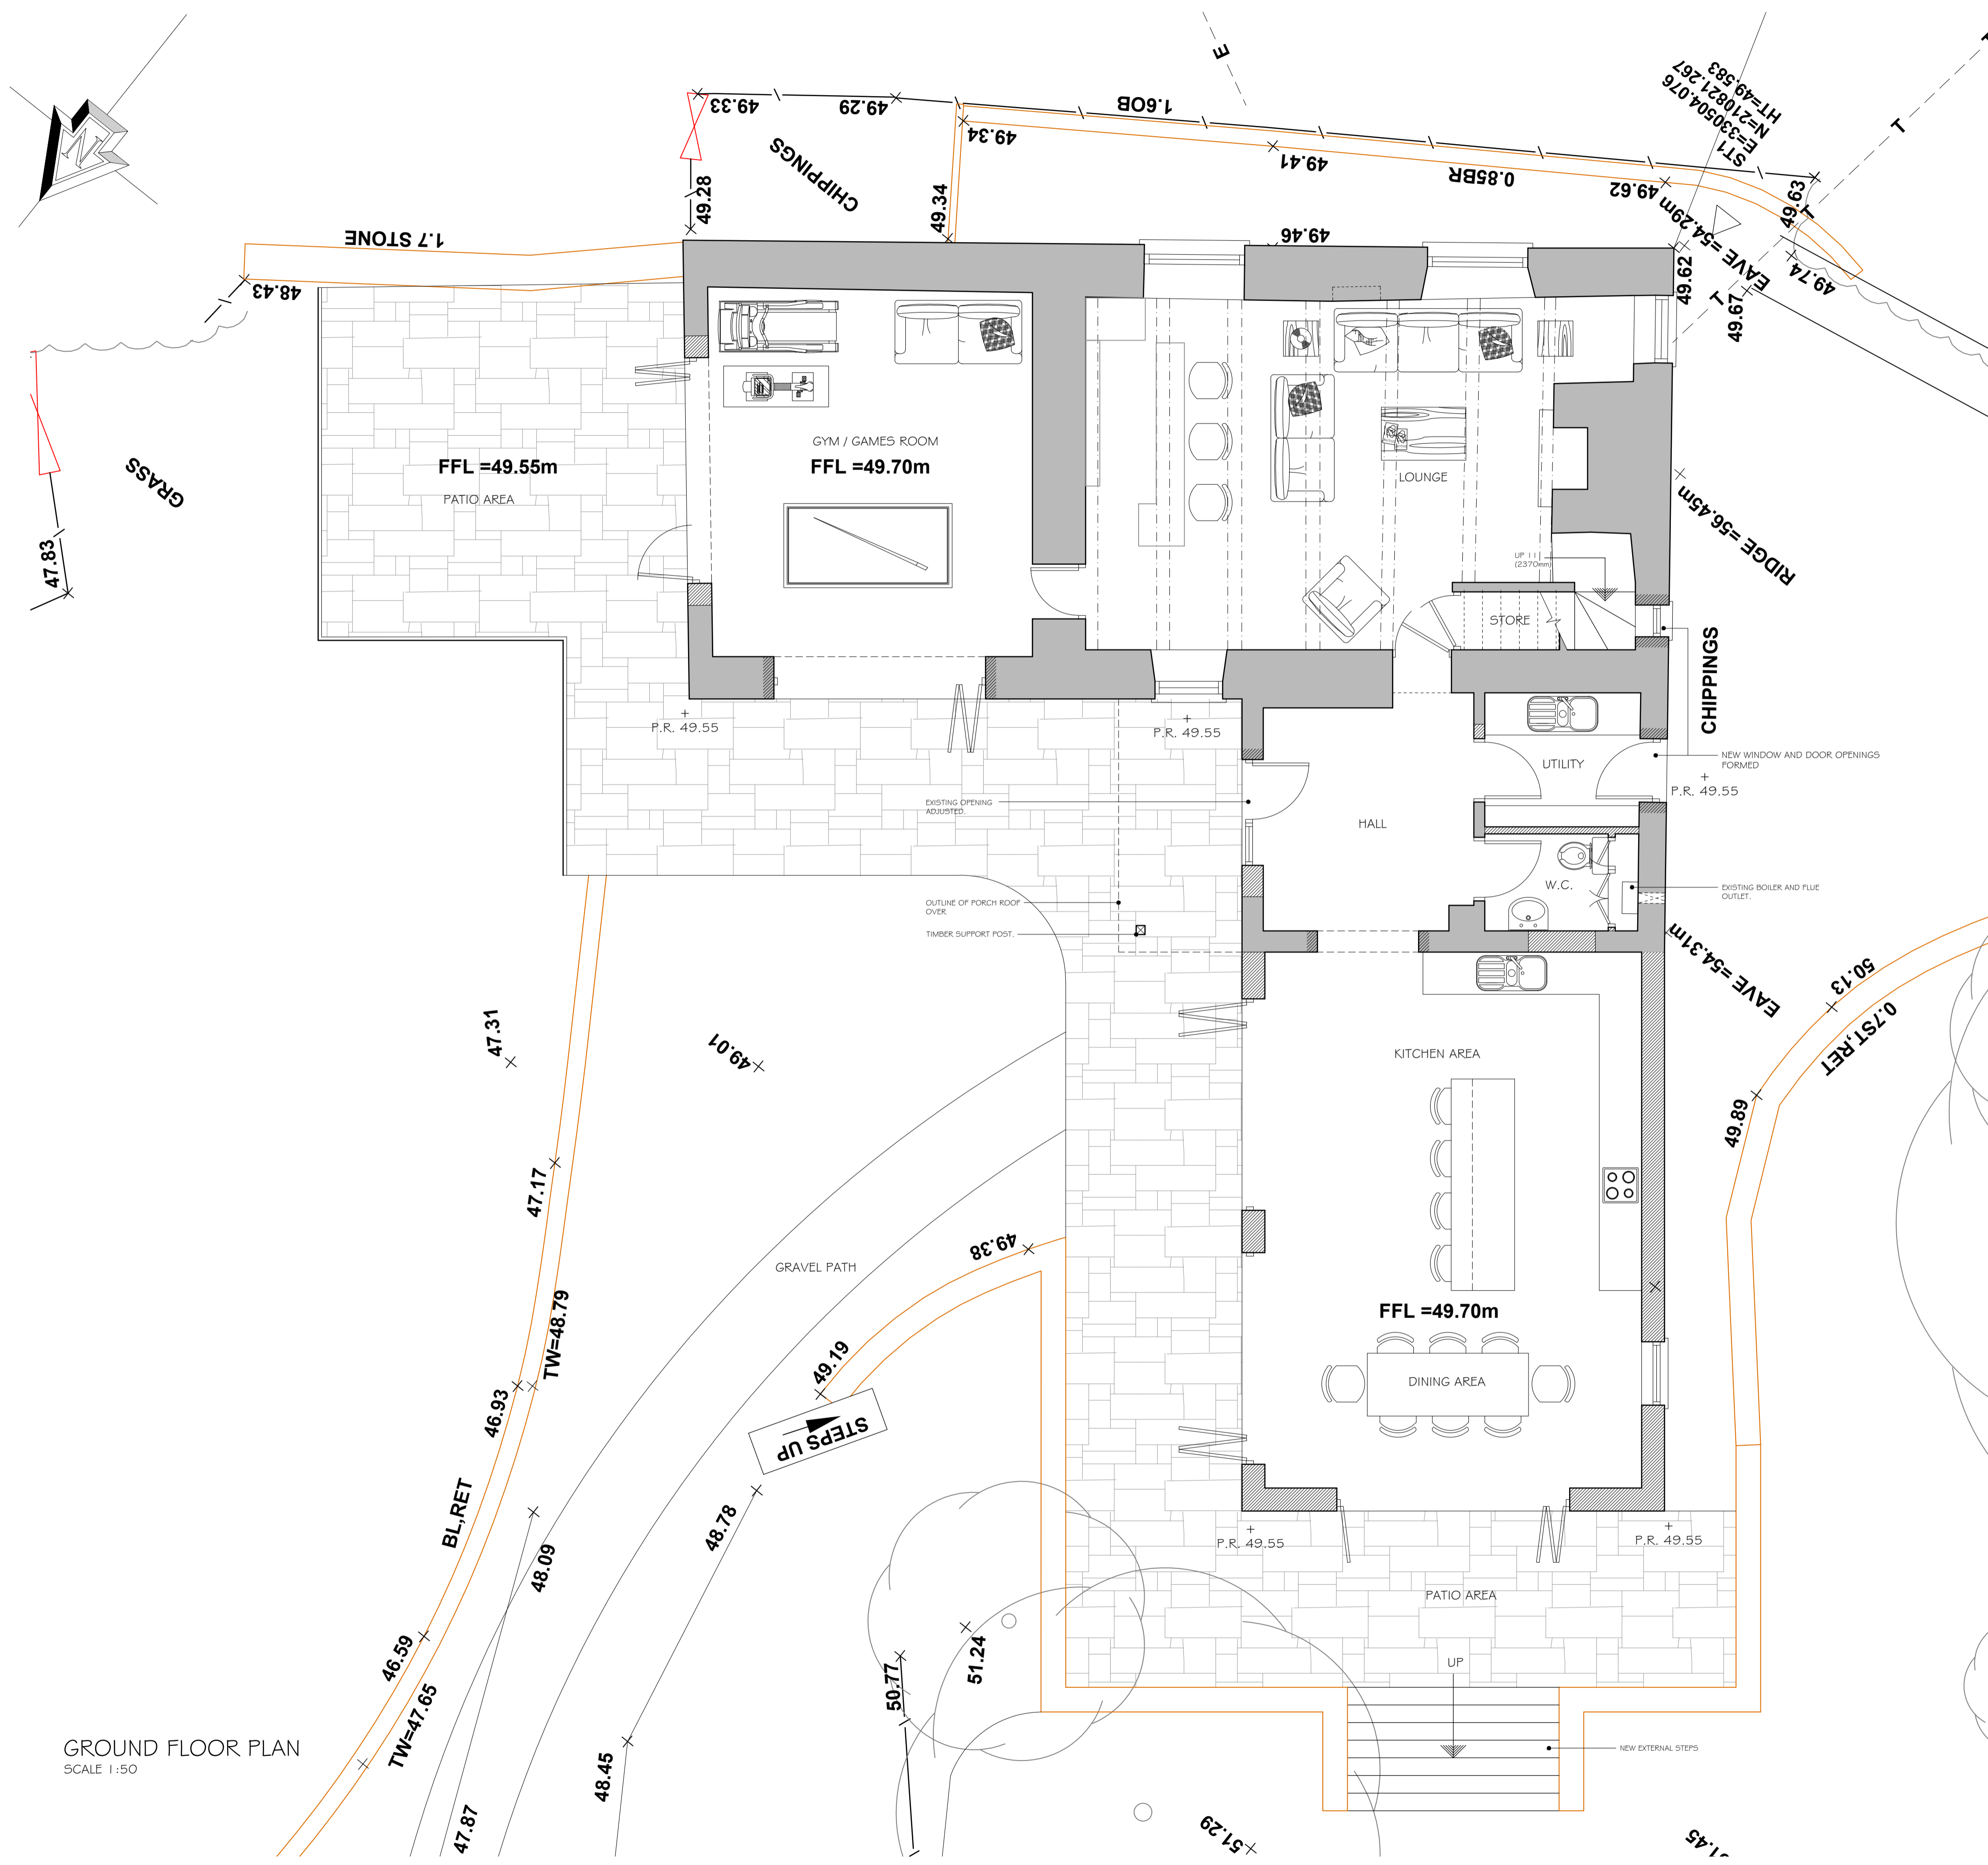 N
E
T
T
T
T
ST1
E=330504.076
N=210821.267
HT=49.583
49.33
49.29
1.6OB
49.34
49.41
0.85BR
49.62
49.63
49.74
EAVE =54.29m
49.28
CHIPPINGS
49.34
49.46
49.62
49.67
1.7 STONE
48.43
GRASS
47.83
FFL =49.55m
PATIO AREA
GYM / GAMES ROOM
FFL =49.70m
LOUNGE
RIDGE =56.45m
UP 11
(2370mm)
STORE
CHIPPINGS
P.R. 49.55
P.R. 49.55
UTILITY
NEW WINDOW AND DOOR OPENINGS
FORMED
P.R. 49.55
EXISTING OPENING
ADJUSTED.
HALL
W.C.
EXISTING BOILER AND FLUE
OUTLET.
OUTLINE OF PORCH ROOF
OVER
TIMBER SUPPORT POST.
EAVE =54.31m
50.13
0.7ST,RET
49.89
47.31
49.01
KITCHEN AREA
47.17
49.38
GRAVEL PATH
TW=48.79
FFL =49.70m
49.19
DINING AREA
46.93
STEPS UP
BL,RET
48.78
48.09
P.R. 49.55
P.R. 49.55
PATIO AREA
46.59
51.24
50.77
UP
TW=47.65
NEW EXTERNAL STEPS
GROUND FLOOR PLAN
SCALE 1:50
48.45
47.87
51.29